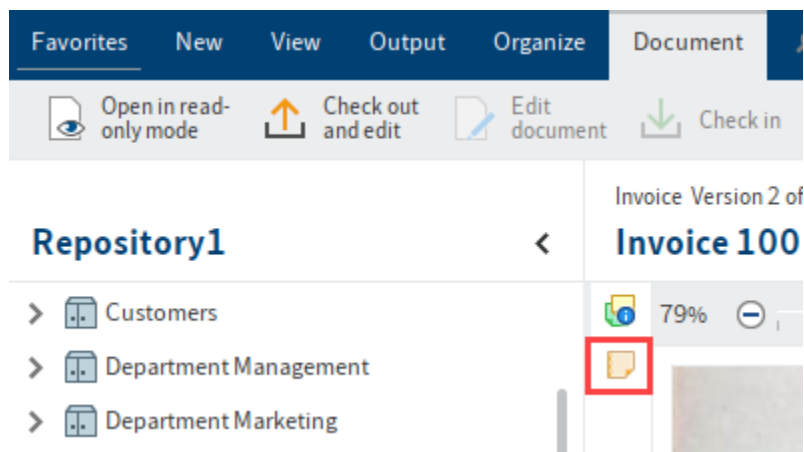 Favorites New View Output Organize Document
Open in read-only mode
Check out and edit
Edit document
Check in
Invoice Version 2 of
Repository1
Invoice 100
Customers
79%
Department Management
Department Marketing